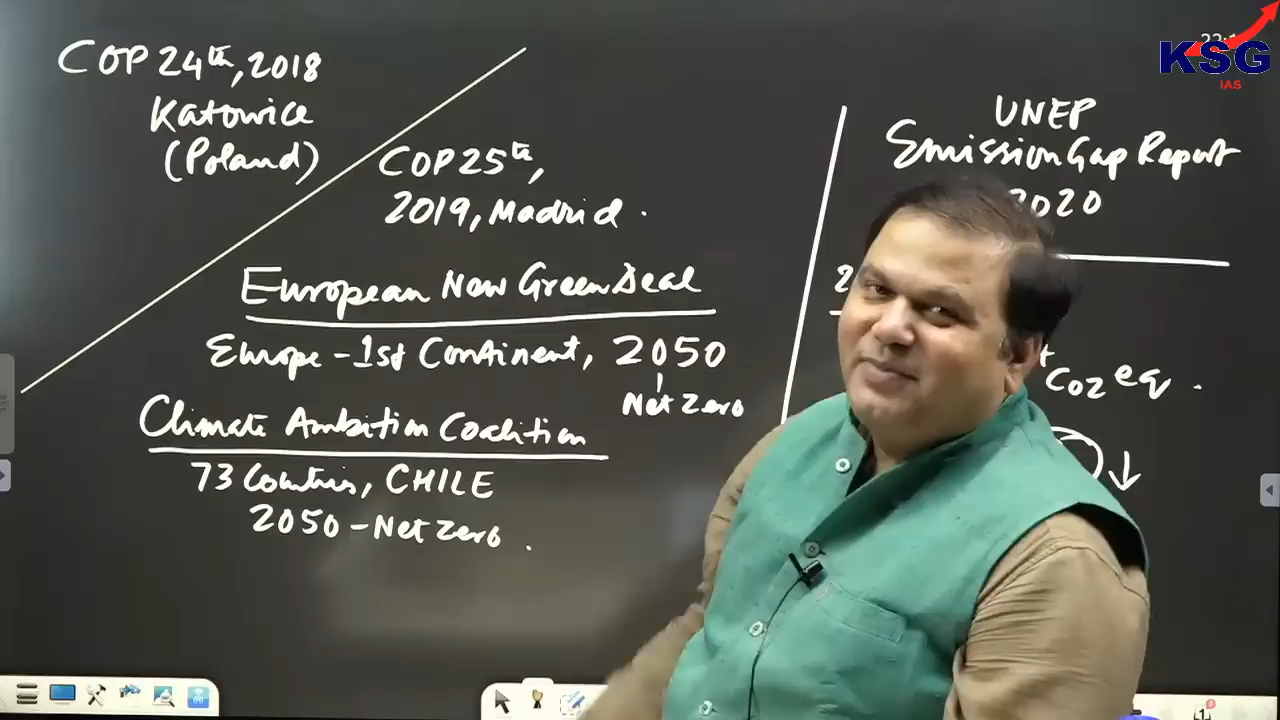 COP 24th, 2018
Katowice
(Poland)
COP 25th,
2019, Madrid.
European New Green Deal
Europe - 1st Continent, 2050
Net Zero
Climate Ambition Coalition
73 Countries, CHILE
2050 - Net Zero.
KSG
IAS
UNEP
Emission Gap Report
2020
CO2 eq.